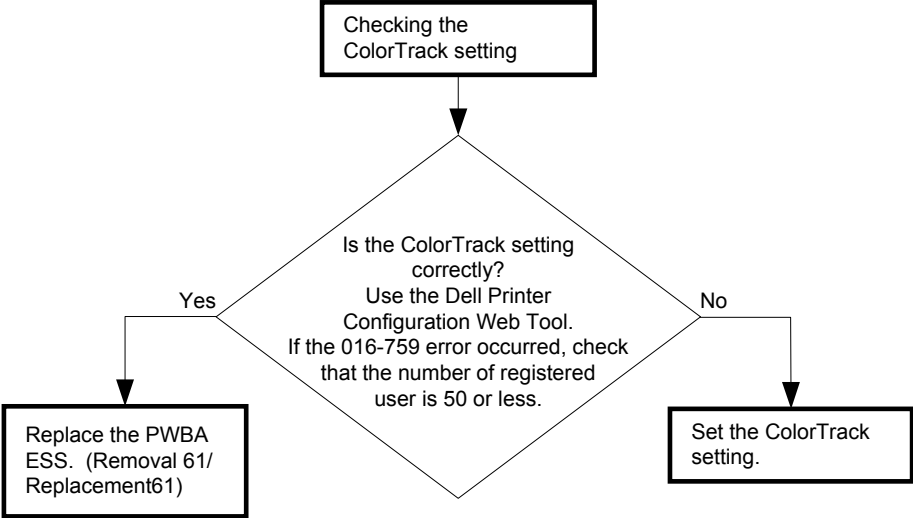 Checking the
ColorTrack setting
Is the ColorTrack setting
correctly?
Use the Dell Printer
Configuration Web Tool.
If the 016-759 error occurred, check
that the number of registered
user is 50 or less.
Yes
No
Replace the PWBA
ESS.  (Removal 61/
Replacement61)
Set the ColorTrack
setting.